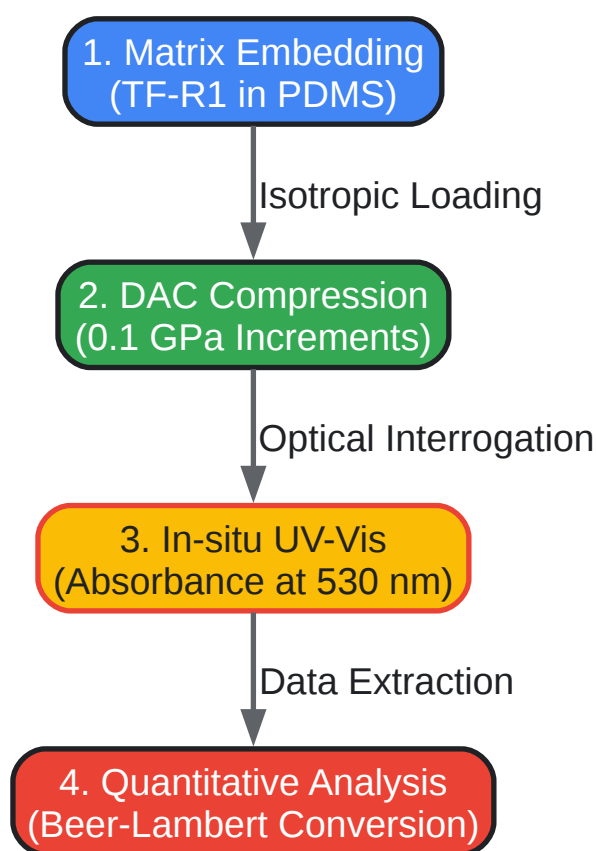 1. Matrix Embedding
(TF-R1 in PDMS)
Isotropic Loading
2. DAC Compression
(0.1 GPa Increments)
Optical Interrogation
3. In-situ UV-Vis
(Absorbance at 530 nm)
Data Extraction
4. Quantitative Analysis
(Beer-Lambert Conversion)